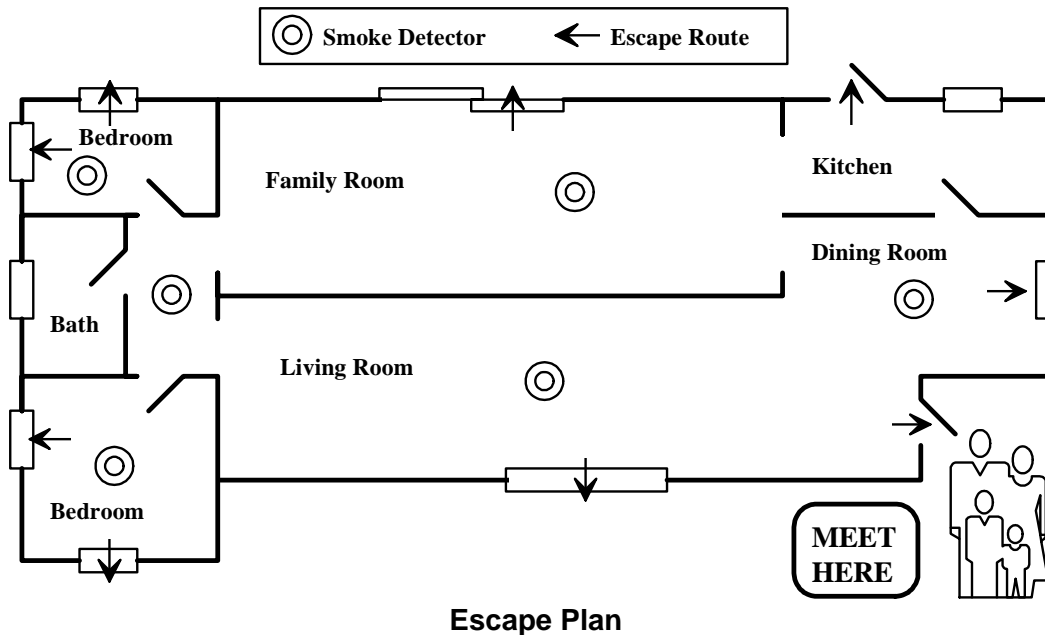 Smoke Detector
Escape Route
Bedroom
Family Room
Kitchen
Dining Room
Bath
Living Room
Bedroom
MEET
HERE
Escape Plan